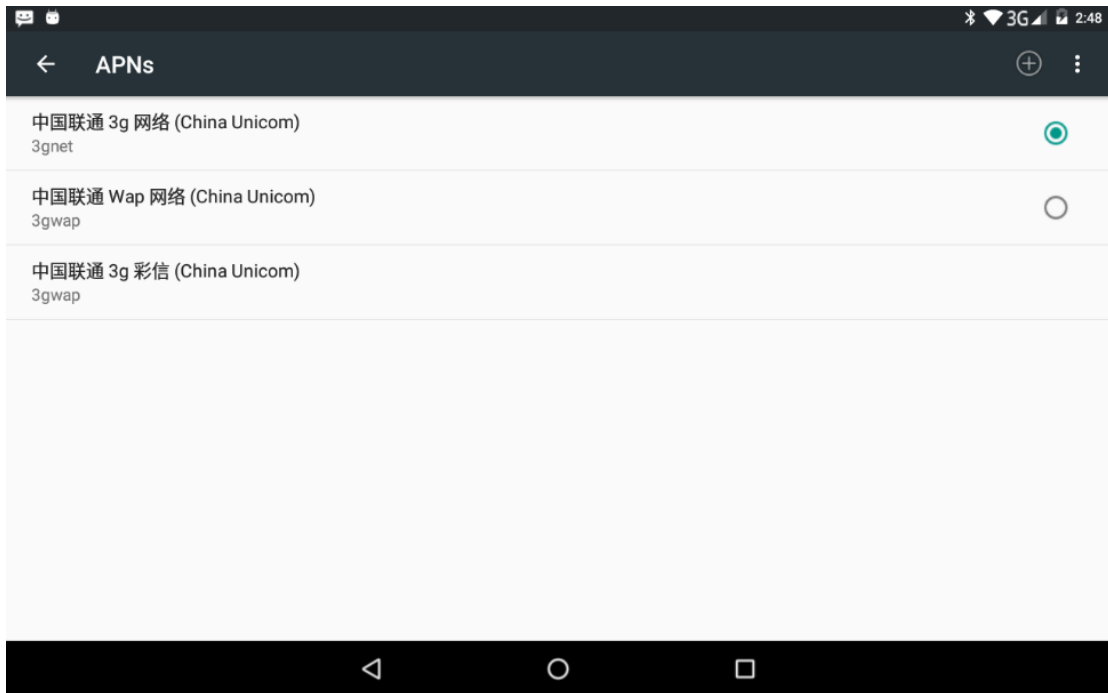 3G 2:48
APNs
中国联通 3g 网络 (China Unicom)
3gnet
中国联通 Wap 网络 (China Unicom)
3gwap
中国联通 3g 彩信 (China Unicom)
3gwap